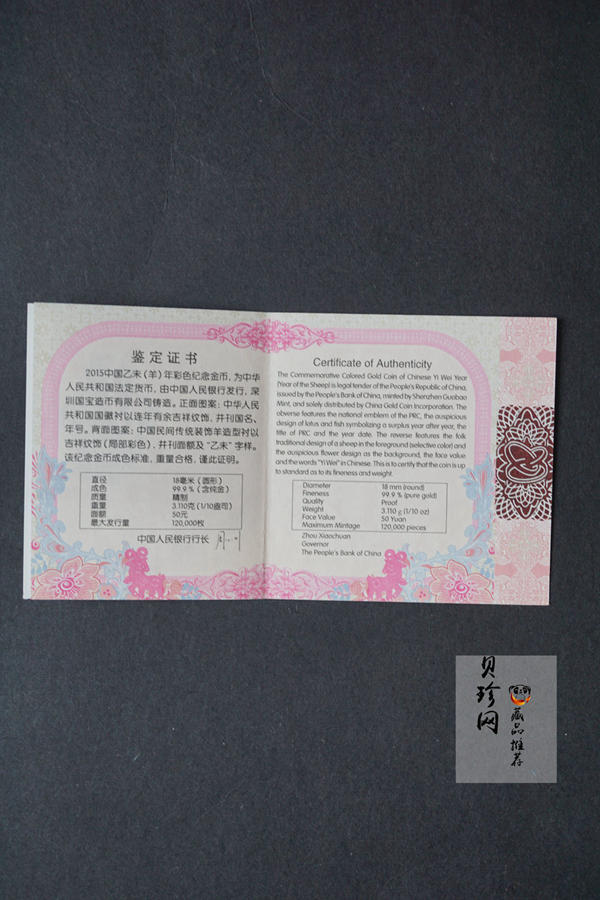 鉴定证书
2015中国乙未（羊）年彩色纪念金币，为中华
人民共和国法定货币，由中国人民银行发行，深
圳国宝造币有限公司铸造。正面图案：中华人民
共和国国徽衬以连年有余吉祥纹饰，并刊国名、
年号。背面图案：中国民间传统装饰羊造型衬以
吉祥纹饰（局部彩色），并刊面额及“乙未”字样。
该纪念金币成色标准，重量合格，谨此证明。
直径 18毫米（圆形）
成色 99.9%（含纯金）
质量 精制
重量 3.110克(1/10盎司)
面额 50元
最大发行量 120,000枚
中国人民银行行长
Certificate of Authenticity
The Commemorative Colored Gold Coin of Chinese Yi Wei Year
(Year of the Sheep) is legal tender of the People's Republic of China,
issued by the People's Bank of China, minted by Shenzhen Guobao
Mint, and solely distributed by China Gold Coin Incorporation. The
obverse features the national emblem of the PRC, the auspicious
design of lotus and fish symbolizing a surplus year after year, the
title of PRC and the year date. The reverse features the folk
traditional design of a sheep in the foreground (selective color) and
the auspicious flower design as the background, the face value
and the words "Yi Wei" in Chinese. This is to certify that the coin is up
to standard as to its fineness and weight.
Diameter 18 mm (round)
Fineness 99.9 % (pure gold)
Quality Proof
Weight 3.110 g (1/10 oz)
Face Value 50 Yuan
Maximum Mintage 120,000 pieces
Zhou Xiaochuan
Governor
The People's Bank of China
贝珍网
藏品推荐